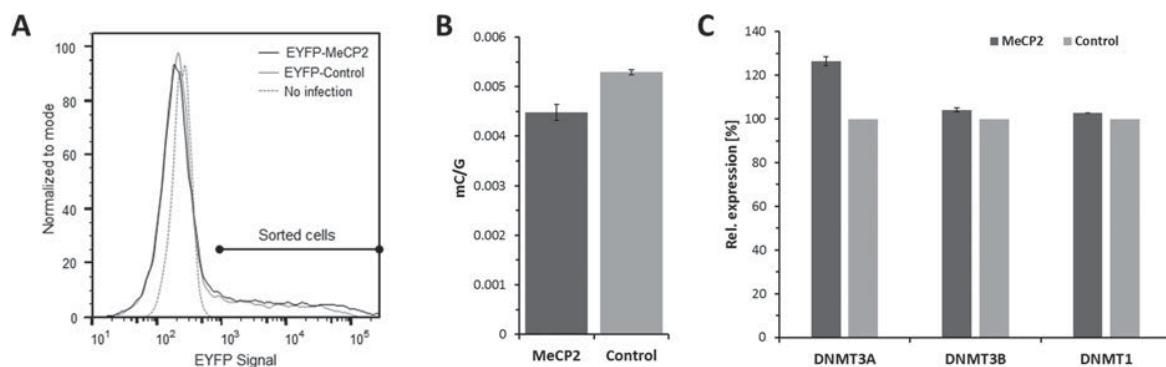 A
EYFP-MeCP2
EYFP-Control
No infection
100
80
60
40
20
0
Normalized to mode
Sorted cells
10¹ 10² 10³ 10⁴ 10⁵
EYFP Signal
B
0.006
0.005
0.004
0.003
0.002
0.001
0
mC/G
MeCP2 Control
C
MeCP2 Control
140
120
100
80
60
40
20
0
Rel. expression [%]
DNMT3A DNMT3B DNMT1